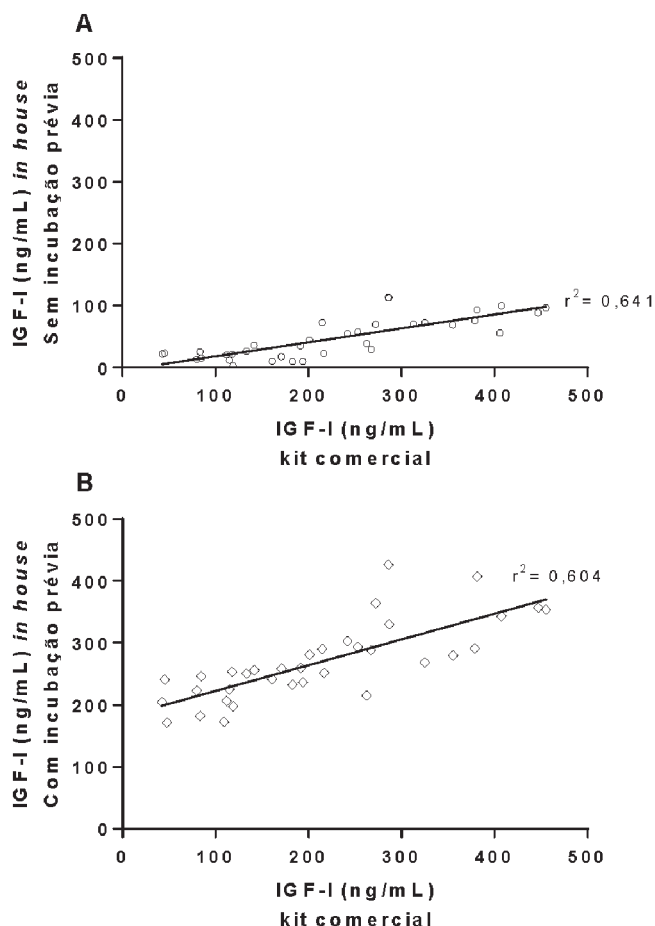 A
IGF-I (ng/mL) in house
Sem incubação prévia
500
400
300
200
100
0
r²= 0,641
0 100 200 300 400 500
IGF-I (ng/mL)
kit comercial
B
IGF-I (ng/mL) in house
Com incubação prévia
500
400
300
200
100
0
r²= 0,604
0 100 200 300 400 500
IGF-I (ng/mL)
kit comercial